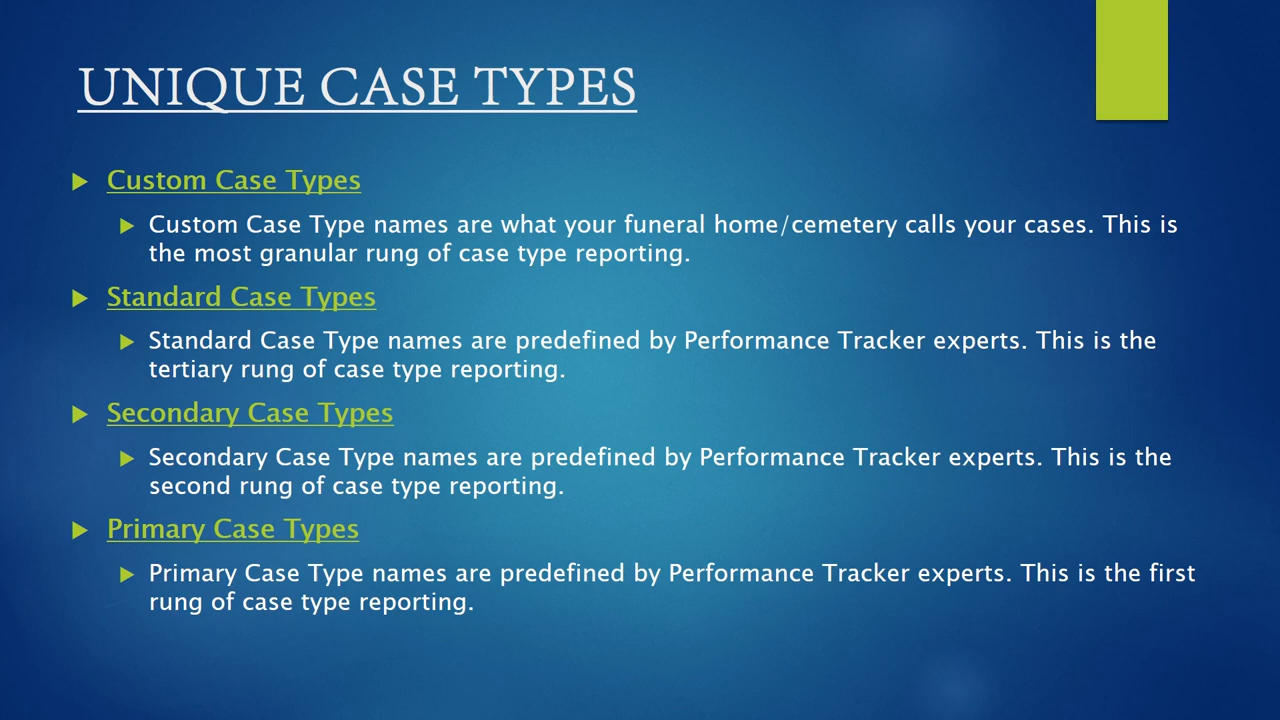 UNIQUE CASE TYPES
Custom Case Types
Custom Case Type names are what your funeral home/cemetery calls your cases. This is
the most granular rung of case type reporting.
Standard Case Types
Standard Case Type names are predefined by Performance Tracker experts. This is the
tertiary rung of case type reporting.
Secondary Case Types
Secondary Case Type names are predefined by Performance Tracker experts. This is the
second rung of case type reporting.
Primary Case Types
Primary Case Type names are predefined by Performance Tracker experts. This is the first
rung of case type reporting.